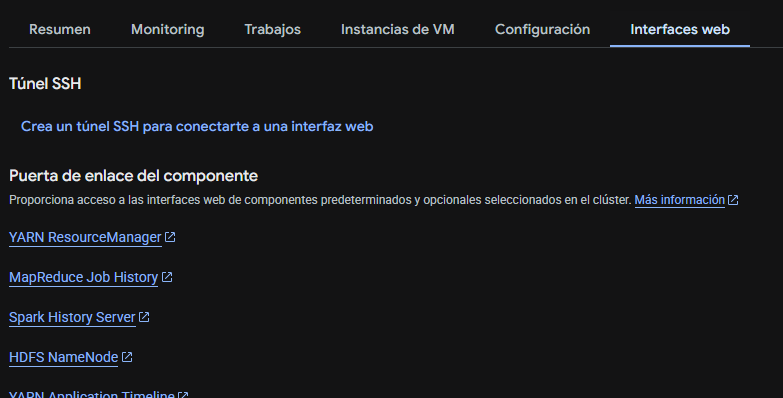 Resumen Monitoring Trabajos Instancias de VM Configuración Interfaces web
Túnel SSH
Crea un túnel SSH para conectarte a una interfaz web
Puerta de enlace del componente
Proporciona acceso a las interfaces web de componentes predeterminados y opcionales seleccionados en el clúster. Más información
YARN ResourceManager
MapReduce Job History
Spark History Server
HDFS NameNode
YARN Application Timeline